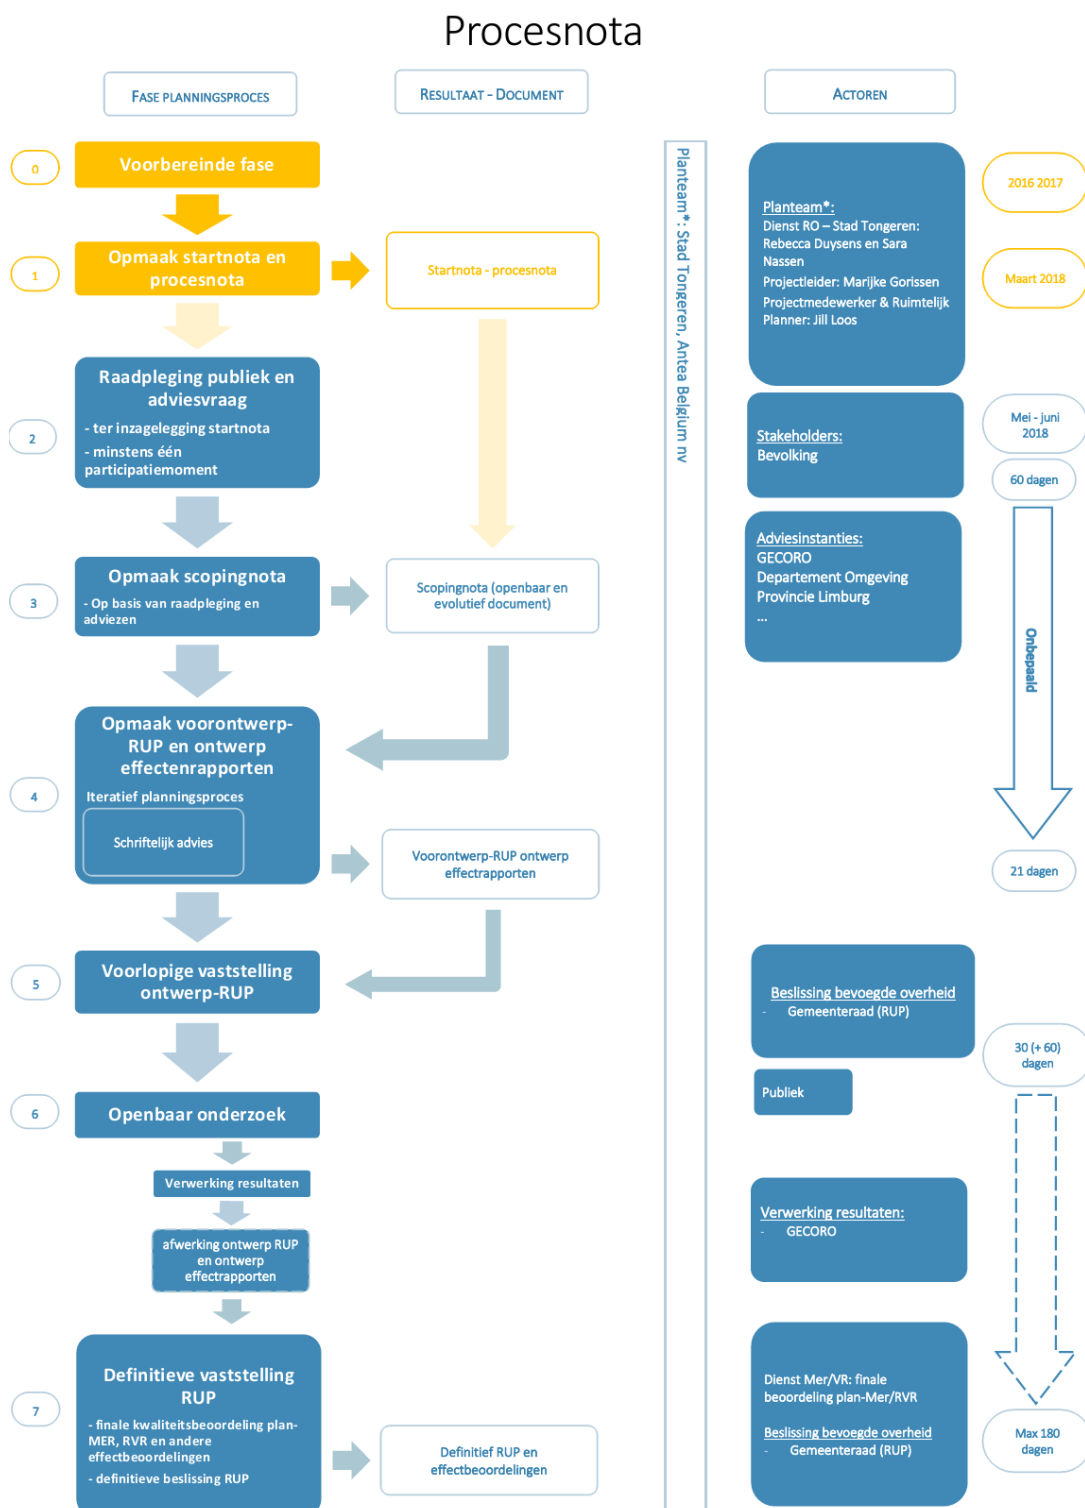 Procesnota
FASE PLANNINGSPROCES
RESULTAAT - DOCUMENT
ACTOREN
0
Voorbereinde fase
2016 2017
1
Opmaak startnota en
procesnota
Startnota - procesnota
Planteam*: Stad Tongeren, Antea Belgium nv
Planteam*:
Dienst RO – Stad Tongeren:
Rebecca Duysens en Sara
Nassen
Projectleider: Marijke Gorissen
Projectmedewerker & Ruimtelijk
Planner: Jill Loos
Maart 2018
2
Raadpleging publiek en
adviesvraag
- ter inzagelegging startnota
- minstens één
participatiemoment
Stakeholders:
Bevolking
Mei - juni
2018
60 dagen
3
Opmaak scopingnota
- Op basis van raadpleging en
adviezen
Scopingnota (openbaar en
evolutief document)
Adviesinstanties:
GECORO
Departement Omgeving
Provincie Limburg
...
Onbepaald
4
Opmaak voorontwerp-
RUP en ontwerp
effectenrapporten
Iteratief planningsproces
Schriftelijk advies
Voorontwerp-RUP ontwerp
effectrapporten
21 dagen
5
Voorlopige vaststelling
ontwerp-RUP
Beslissing bevoegde overheid
- Gemeenteraad (RUP)
30 (+ 60)
dagen
6
Openbaar onderzoek
Publiek
Verwerking resultaten
afwerking ontwerp RUP
en ontwerp
effectrapporten
Verwerking resultaten:
- GECORO
7
Definitieve vaststelling
RUP
- finale kwaliteitsbeoordeling plan-
MER, RVR en andere
effectbeoordelingen
- definitieve beslissing RUP
Definitief RUP en
effectbeoordelingen
Dienst Mer/VR: finale
beoordeling plan-Mer/RVR
Beslissing bevoegde overheid
- Gemeenteraad (RUP)
Max 180
dagen